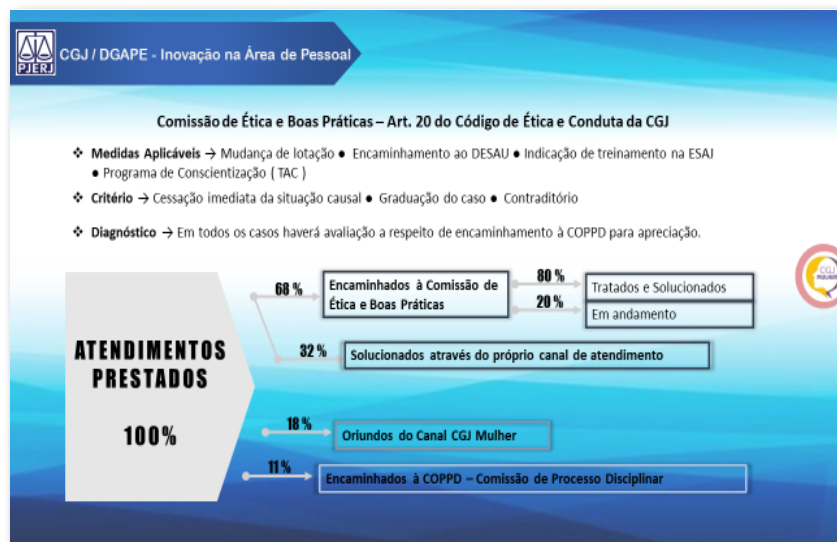 PJERJ
CGJ / DGAPE - Inovação na Área de Pessoal
Comissão de Ética e Boas Práticas – Art. 20 do Código de Ética e Conduta da CGJ
❖ Medidas Aplicáveis → Mudança de lotação ● Encaminhamento ao DESAU ● Indicação de treinamento na ESAJ
● Programa de Conscientização ( TAC )
❖ Critério → Cessação imediata da situação causal ● Graduação do caso ● Contraditório
❖ Diagnóstico → Em todos os casos haverá avaliação a respeito de encaminhamento à COPPD para apreciação.
CGJ
MULHER
68 %
Encaminhados à Comissão de
Ética e Boas Práticas
80 %
Tratados e Solucionados
20 %
Em andamento
32 %
Solucionados através do próprio canal de atendimento
ATENDIMENTOS
PRESTADOS
100%
18 %
Oriundos do Canal CGJ Mulher
11 %
Encaminhados à COPPD – Comissão de Processo Disciplinar